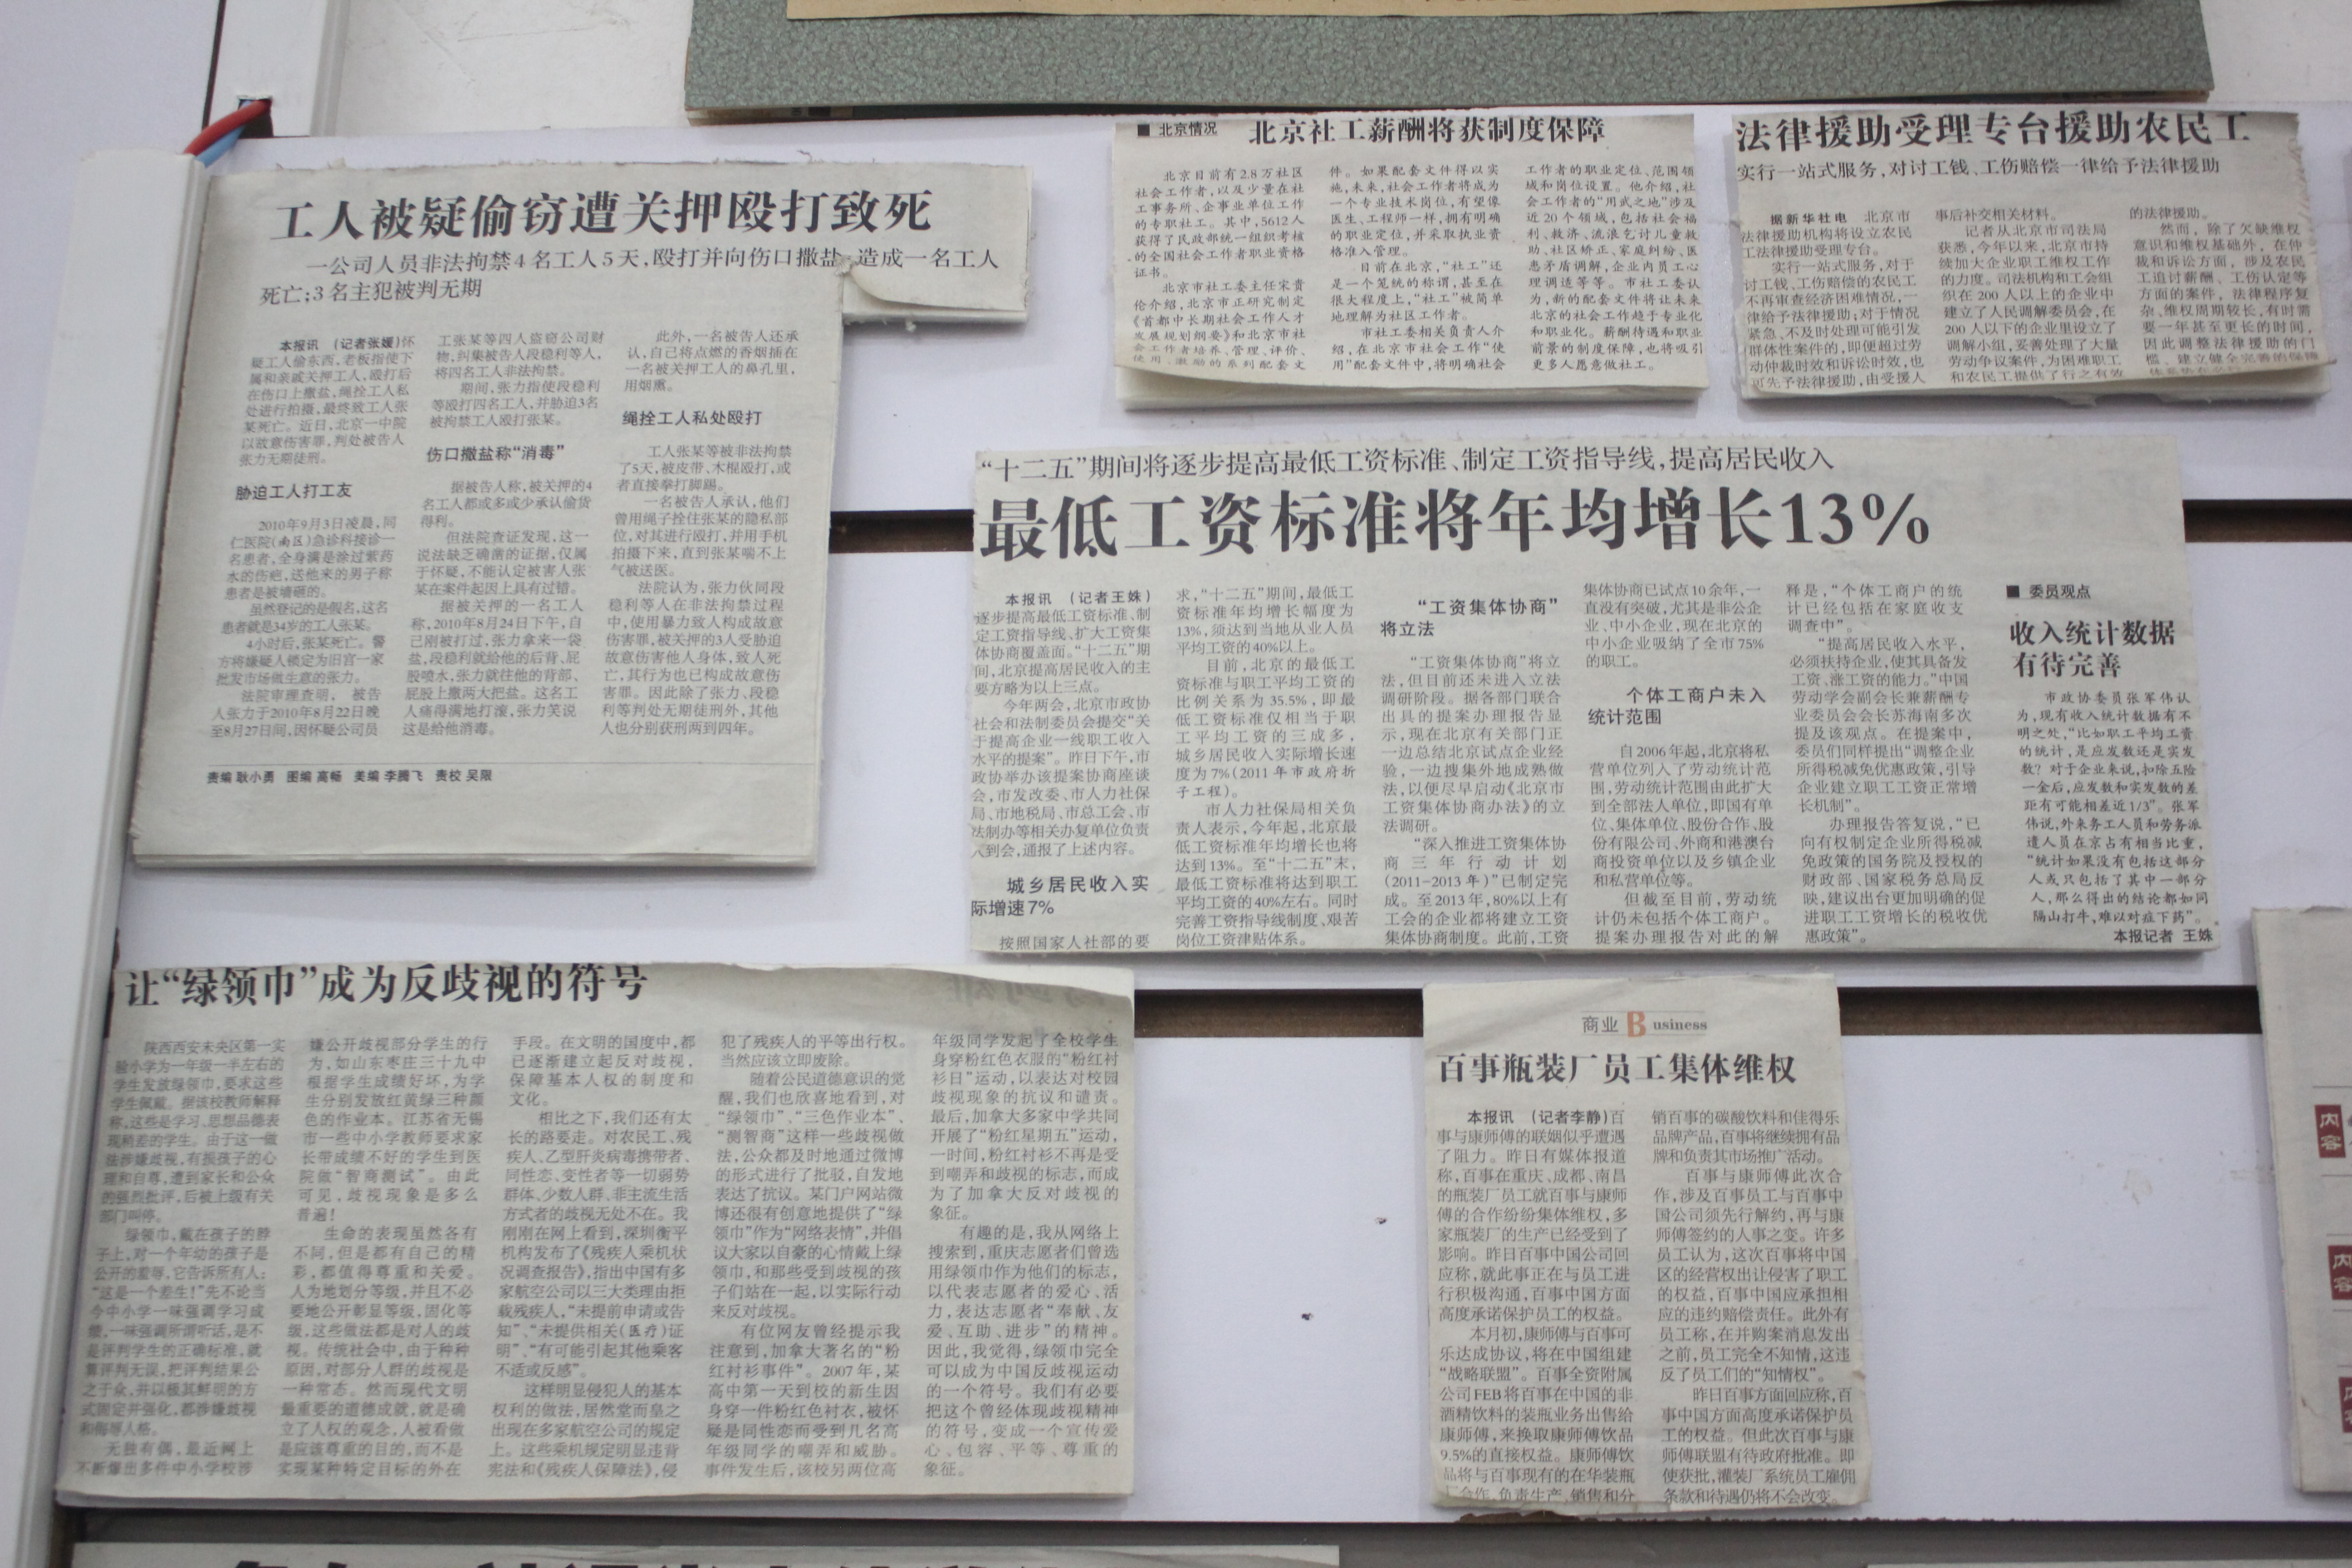 工人被疑偷窃遭关押殴打致死
一公司人员非法拘禁4名工人5天,殴打并向伤口撒盐,造成一名工人
死亡;3名主犯被判无期
本报讯 (记者张媛)怀
疑工人偷东西,老板指使下
属和亲戚关押工人,殴打后
在伤口上撒盐,绳拴工人私
处进行拍摄,最终致工人张
某死亡。近日,北京一中院
以故意伤害罪,判处被告人
张力无期徒刑。
胁迫工人打工友
2010年9月3日凌晨,同
仁医院(南区)急诊科接诊一
名患者,全身满是涂过紫药
水的伤疤,送他来的男子称
患者是被墙砸的。
虽然登记的是假名,这名
患者就是34岁的工人张某。
4小时后,张某死亡。警
方将嫌疑人锁定为旧宫一家
批发市场做生意的张力。
法院审理查明, 被告
人张力于2010年8月22日晚
至8月27日间,因怀疑公司员
工张某等四人盗窃公司财
物,纠集被告人段稳利等人,
将四名工人非法拘禁。
期间,张力指使段稳利
等殴打四名工人,并胁迫3名
被拘禁工人殴打张某。
伤口撒盐称“消毒”
据被告人称,被关押的4
名工人都或多或少承认偷货
得利。
但法院查证发现,这一
说法缺乏确凿的证据,仅属
于怀疑,不能认定被害人张
某在案件起因上具有过错。
据被关押的一名工人
称,2010年8月24日下午,自
己刚被打过,张力拿来一袋
盐,段稳利就给他的后背、屁
股喷水,张力就往他的背部、
屁股上撒两大把盐。这名工
人痛得满地打滚,张力笑说
这是给他消毒。
此外,一名被告人还承
认,自己将点燃的香烟插在
一名被关押工人的鼻孔里,
用烟熏。
绳拴工人私处殴打
工人张某等被非法拘禁
了5天,被皮带、木棍殴打,或
者直接拳打脚踢。
一名被告人承认,他们
曾用绳子拴住张某的隐私部
位,对其进行殴打,并用手机
拍摄下来,直到张某喘不上
气被送医。
法院认为,张力伙同段
稳利等人在非法拘禁过程
中,使用暴力致人构成故意
伤害罪,被关押的3人受胁迫
故意伤害他人身体,致人死
亡,其行为也已构成故意伤
害罪。因此除了张力、段稳
利等判处无期徒刑外,其他
人也分别获刑两到四年。
责编 耿小勇 图编 高畅 美编 李腾飞 责校 吴限
■ 北京情况
北京社工薪酬将获制度保障
北京目前有2.8万社区
社会工作者,以及少量在社
工事务所、企事业单位工作
的专职社工。其中,5612人
获得了民政部统一组织考核
的全国社会工作者职业资格
证书。
北京市社工委主任宋贵
伦介绍,北京市正研究制定
《首都中长期社会工作人才
发展规划纲要》和北京市社
会工作者培养、管理、评价、
使用、激励的系列配套文
件。如果配套文件得以实
施,未来,社会工作者将成为
一个专业技术岗位,有望像
医生、工程师一样,拥有明确
的职业定位,并采取执业资
格准入管理。
目前在北京,“社工”还
是一个笼统的称谓,甚至在
很大程度上,“社工”被简单
地理解为社区工作者。
市社工委相关负责人介
绍,在北京市社会工作“使
用”配套文件中,将明确社会
工作者的职业定位、范围领
域和岗位设置。他介绍,社
会工作者的“用武之地”涉及
近20个领域,包括社会福
利、救济、流浪乞讨儿童救
助、社区矫正、家庭纠纷、医
患矛盾调解,企业内员工心
理调适等等。市社工委认
为,新的配套文件将让未来
北京的社会工作趋于专业化
和职业化。薪酬待遇和职业
前景的制度保障,也将吸引
更多人愿意做社工。
法律援助受理专台援助农民工
实行一站式服务,对讨工钱、工伤赔偿一律给予法律援助
据新华社电 北京市
法律援助机构将设立农民
工法律援助受理专台。
实行一站式服务,对于
讨工钱、工伤赔偿的农民工
不再审查经济困难情况,一
律给予法律援助;对于情况
紧急、不及时处理可能引发
群体性案件的,即便超过劳
动仲裁时效和诉讼时效,也
可先予法律援助,由受援人
事后补交相关材料。
记者从北京市司法局
获悉,今年以来,北京市持
续加大企业职工维权工作
的力度。司法机构和工会组
织在200人以上的企业中
建立了人民调解委员会,在
200人以下的企业里设立了
调解小组,妥善处理了大量
劳动争议案件,为困难职工
和农民工提供了行之有效
的法律援助。
然而,除了欠缺维权
意识和维权基础外,在仲
裁和诉讼方面,涉及农民
工追讨薪酬、工伤认定等
方面的案件,法律程序复
杂、维权周期较长,有时需
要一年甚至更长的时间,
因此调整法律援助的门
槛、建立健全完善的保障
“十二五”期间将逐步提高最低工资标准、制定工资指导线,提高居民收入
最低工资标准将年均增长13%
本报讯 (记者王姝)
逐步提高最低工资标准、制
定工资指导线、扩大工资集
体协商覆盖面。“十二五”期
间,北京提高居民收入的主
要方略为以上三点。
今年两会,北京市政协
社会和法制委员会提交“关
于提高企业一线职工收入
水平的提案”。昨日下午,市
政协举办该提案协商座谈
会,市发改委、市人力社保
局、市地税局、市总工会、市
法制办等相关办复单位负责
人到会,通报了上述内容。
城乡居民收入实
际增速7%
按照国家人社部的要
求,“十二五”期间,最低工
资标准年均增长幅度为
13%,须达到当地从业人员
平均工资的40%以上。
目前,北京的最低工
资标准与职工平均工资的
比例关系为35.5%,即最
低工资标准仅相当于职
工平均工资的三成多,
城乡居民收入实际增长速
度为7%(2011年市政府折
子工程)。
市人力社保局相关负
责人表示,今年起,北京最
低工资标准年均增长也将
达到13%。至“十二五”末,
最低工资标准将达到职工
平均工资的40%左右。同时
完善工资指导线制度、艰苦
岗位工资津贴体系。
“工资集体协商”
将立法
“工资集体协商”将立
法,但目前还未进入立法
调研阶段。据各部门联合
出具的提案办理报告显
示,现在北京有关部门正
一边总结北京试点企业经
验,一边搜集外地成熟做
法,以便尽早启动《北京市
工资集体协商办法》的立
法调研。
“深入推进工资集体协
商三年行动计划
(2011-2013年)”已制定完
成。至2013年,80%以上有
工会的企业都将建立工资
集体协商制度。此前,工资
集体协商已试点10余年,一
直没有突破,尤其是非公企
业、中小企业,现在北京的
中小企业吸纳了全市75%
的职工。
个体工商户未入
统计范围
自2006年起,北京将私
营单位列入了劳动统计范
围,劳动统计范围由此扩大
到全部法人单位,即国有单
位、集体单位、股份合作、股
份有限公司、外商和港澳台
商投资单位以及乡镇企业
和私营单位等。
但截至目前,劳动统
计仍未包括个体工商户。
提案办理报告对此的解
释是,“个体工商户的统
计已经包括在家庭收支
调查中”。
“提高居民收入水平,
必须扶持企业,使其具备发
工资、涨工资的能力。”中国
劳动学会副会长兼薪酬专
业委员会会长苏海南多次
提及该观点。在提案中,
委员们同样提出“调整企业
所得税减免优惠政策,引导
企业建立职工工资正常增
长机制”。
办理报告答复说,“已
向有权制定企业所得税减
免政策的国务院及授权的
财政部、国家税务总局反
映,建议出台更加明确的促
进职工工资增长的税收优
惠政策”。
■ 委员观点
收入统计数据
有待完善
市政协委员张军伟认
为,现有收入统计数据有不
明之处,“比如职工平均工资
的统计,是应发数还是实发
数?对于企业来说,扣除五险
一金后,应发数和实发数的差
距有可能相差近1/3”。张军
伟说,外来务工人员和劳务派
遣人员在京占有相当比重,
“统计如果没有包括这部分
人或只包括了其中一部分
人,那么得出的结论都如同
隔山打牛,难以对症下药”。
本报记者 王姝
让“绿领巾”成为反歧视的符号
陕西西安未央区第一实
验小学为一年级一半左右的
学生发放绿领巾,要求这些
学生佩戴。据该校教师解释
称,这些是学习、思想品德表
现稍差的学生。由于这一做
法涉嫌歧视,有损孩子的心
理和自尊,遭到家长和公众
的强烈批评,后被上级有关
部门叫停。
绿领巾,戴在孩子的脖
子上,对一个年幼的孩子是
公开的羞辱,它告诉所有人:
“这是一个差生!”先不论当
今中小学一味强调学习成
绩,一味强调所谓听话,是不
是评判学生的正确标准,就
算评判无误,把评判结果公
之于众,并以极其鲜明的方
式固定并强化,都涉嫌歧视
和侮辱人格。
无独有偶,最近网上
不断爆出多件中小学校涉
嫌公开歧视部分学生的行
为,如山东枣庄三十九中
根据学生成绩好坏,为学
生分别发放红黄绿三种颜
色的作业本。江苏省无锡
市一些中小学教师要求家
长带成绩不好的学生到医
院做“智商测试”。由此
可见,歧视现象是多么
普遍!
生命的表现虽然各有
不同,但是都有自己的精
彩,都值得尊重和关爱。
人为地划分等级,并且不必
要地公开彰显等级,固化等
级,这些做法都是对人的歧
视。传统社会中,由于种种
原因,对部分人群的歧视是
一种常态。然而现代文明
最重要的道德成就,就是确
立了人权的观念,人被看做
是应该尊重的目的,而不是
实现某种特定目标的外在
手段。在文明的国度中,都
已逐渐建立起反对歧视,
保障基本人权的制度和
文化。
相比之下,我们还有太
长的路要走。对农民工、残
疾人、乙型肝炎病毒携带者、
同性恋、变性者等一切弱势
群体、少数人群、非主流生活
方式者的歧视无处不在。我
刚刚在网上看到,深圳衡平
机构发布了《残疾人乘机状
况调查报告》,指出中国有多
家航空公司以三大类理由拒
载残疾人,“未提前申请或告
知”、“未提供相关(医疗)证
明”、“有可能引起其他乘客
不适或反感”。
这样明显侵犯人的基本
权利的做法,居然堂而皇之
出现在多家航空公司的规定
上。这些乘机规定明显违背
宪法和《残疾人保障法》,侵
犯了残疾人的平等出行权。
当然应该立即废除。
随着公民道德意识的觉
醒,我们也欣喜地看到,对
“绿领巾”、“三色作业本”、
“测智商”这样一些歧视做
法,公众都及时地通过微博
的形式进行了批驳,自发地
表达了抗议。某门户网站微
博还很有创意地提供了“绿
领巾”作为“网络表情”,并倡
议大家以自豪的心情戴上绿
领巾,和那些受到歧视的孩
子们站在一起,以实际行动
来反对歧视。
有位网友曾经提示我
注意到,加拿大著名的“粉
红衬衫事件”。2007年,某
高中第一天到校的新生因
身穿一件粉红色衬衣,被怀
疑是同性恋而受到几名高
年级同学的嘲弄和威胁。
事件发生后,该校另两位高
年级同学发起了全校学生
身穿粉红色衣服的“粉红衬
衫日”运动,以表达对校园
歧视现象的抗议和谴责。
最后,加拿大多家中学共同
开展了“粉红星期五”运动,
一时间,粉红衬衫不再是受
到嘲弄和歧视的标志,而成
为了加拿大反对歧视的
象征。
有趣的是,我从网络上
搜索到,重庆志愿者们曾选
用绿领巾作为他们的标志,
以代表志愿者的爱心、活
力,表达志愿者“奉献、友
爱、互助、进步”的精神。
因此,我觉得,绿领巾完全
可以成为中国反歧视运动
的一个符号。我们有必要
把这个曾经体现歧视精神
的符号,变成一个宣传爱
心、包容、平等、尊重的
象征。
商业 Business
百事瓶装厂员工集体维权
本报讯 (记者李静)百
事与康师傅的联姻似乎遭遇
了阻力。昨日有媒体报道
称,百事在重庆、成都、南昌
的瓶装厂员工就百事与康师
傅的合作纷纷集体维权,多
家瓶装厂的生产已经受到了
影响。昨日百事中国公司回
应称,就此事正在与员工进
行积极沟通,百事中国方面
高度承诺保护员工的权益。
本月初,康师傅与百事可
乐达成协议,将在中国组建
“战略联盟”。百事全资附属
公司FEB将百事在中国的非
酒精饮料的装瓶业务出售给
康师傅,来换取康师傅饮品
9.5%的直接权益。康师傅饮
品将与百事现有的在华装瓶
厂合作,负责生产、销售和分
销百事的碳酸饮料和佳得乐
品牌产品,百事将继续拥有品
牌和负责其市场推广活动。
百事与康师傅此次合
作,涉及百事员工与百事中
国公司须先行解约,再与康
师傅签约的人事之变。许多
员工认为,这次百事将中国
区的经营权出让侵害了职工
的权益,百事中国应承担相
应的违约赔偿责任。此外有
员工称,在并购案消息发出
之前,员工完全不知情,这违
反了员工们的“知情权”。
昨日百事方面回应称,百
事中国方面高度承诺保护员
工的权益。但此次百事与康
师傅联盟有待政府批准。即
使获批,灌装厂系统员工雇佣
条款和待遇仍将不会改变。
内容
内容